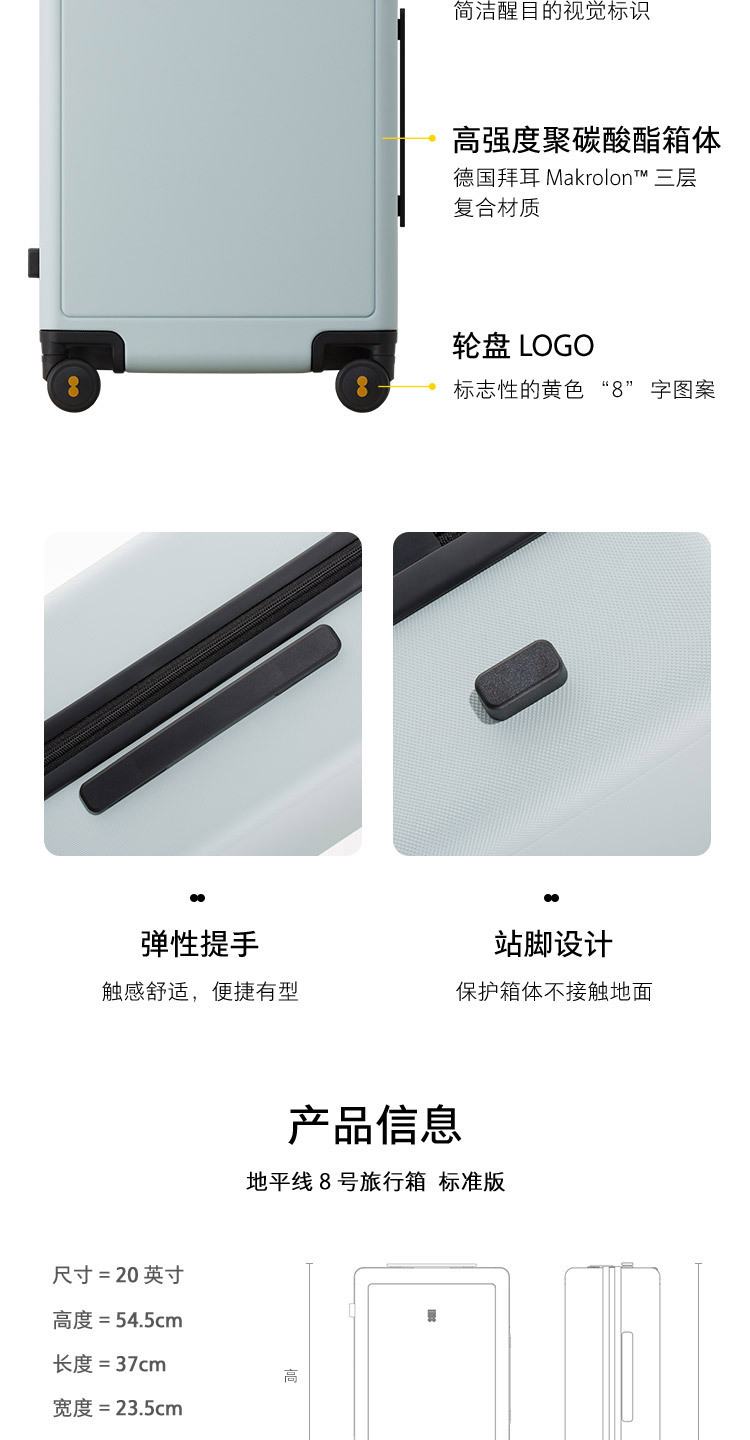 简洁醒目的视觉标识
高强度聚碳酸酯箱体
德国拜耳 Makrolon™ 三层
复合材质
轮盘 LOGO
标志性的黄色 “8” 字图案
弹性提手
触感舒适，便捷有型
站脚设计
保护箱体不接触地面
产品信息
地平线 8 号旅行箱 标准版
尺寸 = 20 英寸
高度 = 54.5cm
长度 = 37cm
宽度 = 23.5cm
高